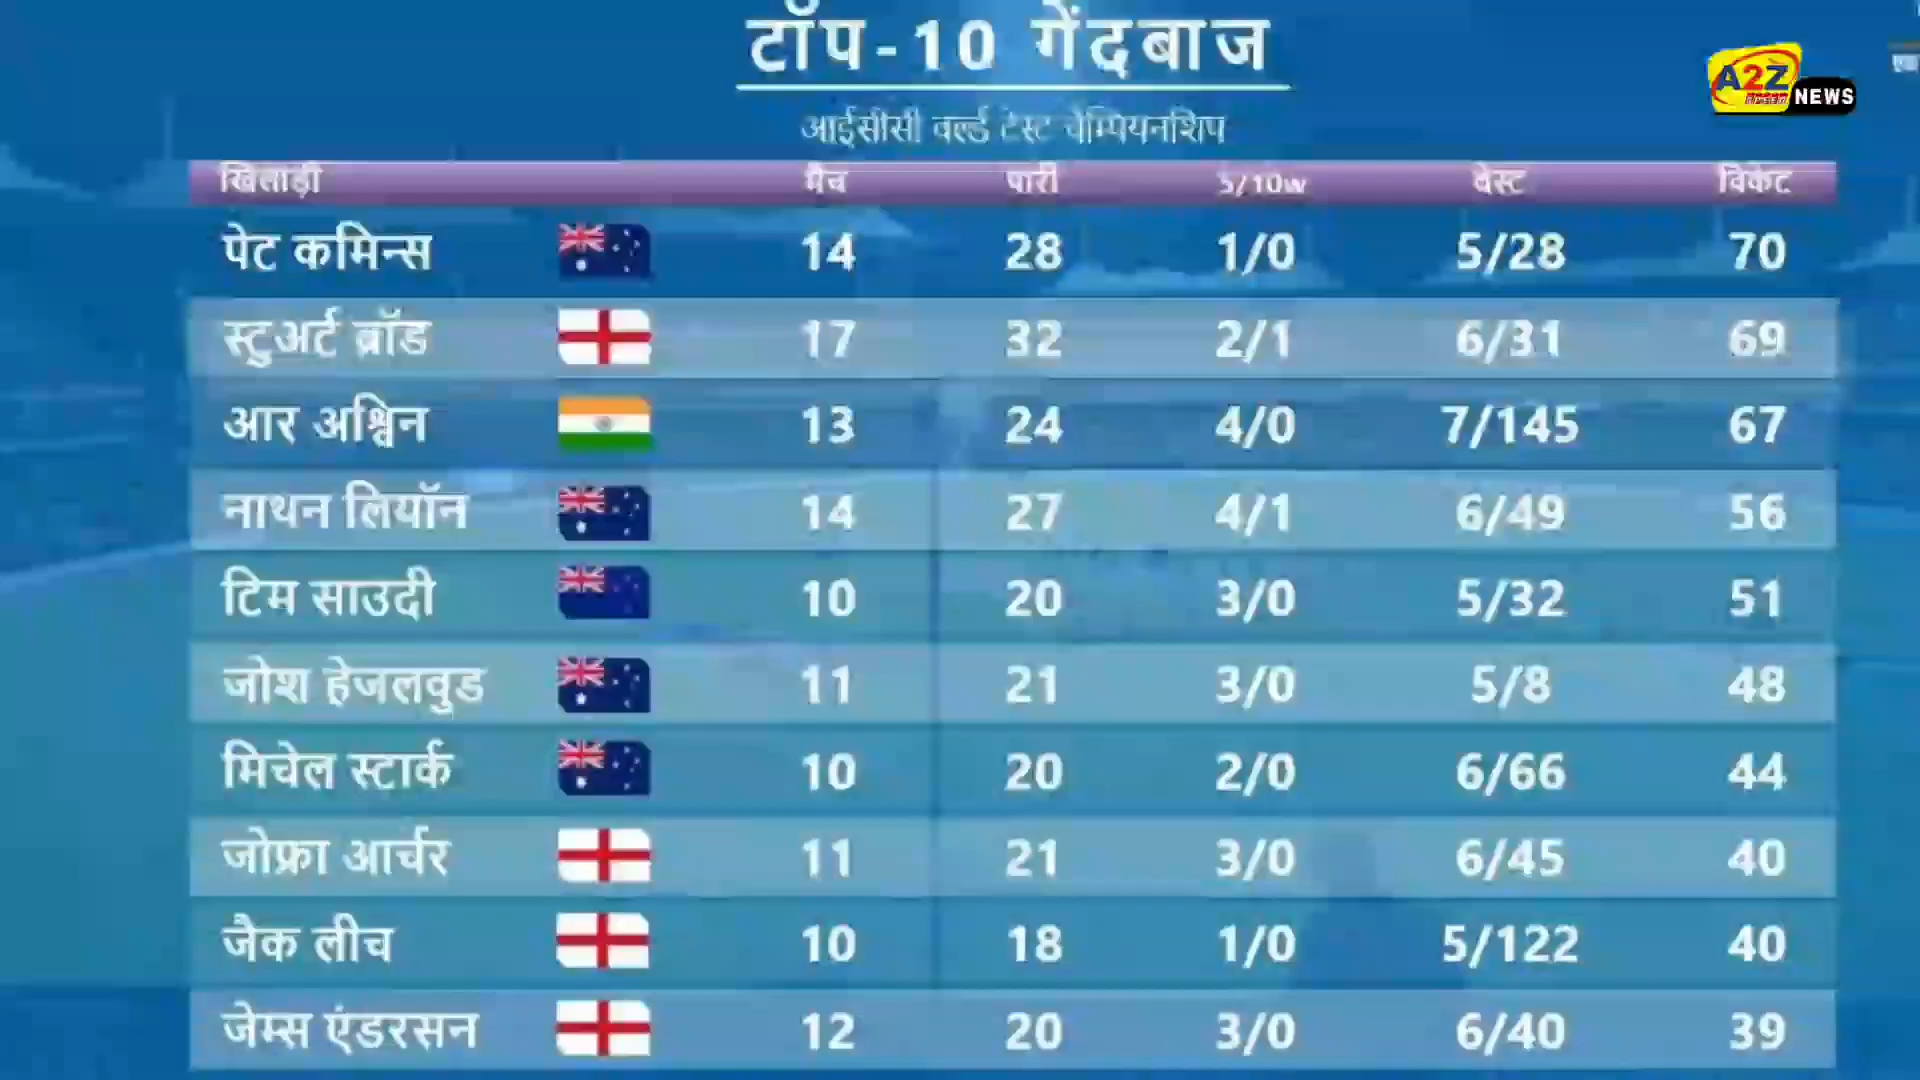 टॉप-10 गेंदबाज
A2Z NEWS
आईसीसी वर्ल्ड टेस्ट चैम्पियनशिप
खिलाड़ी मैच पारी 5/10w बेस्ट विकेट
पेट कमिन्स 14 28 1/0 5/28 70
स्टुअर्ट ब्रॉड 17 32 2/1 6/31 69
आर अश्विन 13 24 4/0 7/145 67
नाथन लियॉन 14 27 4/1 6/49 56
टिम साउदी 10 20 3/0 5/32 51
जोश हेजलवुड 11 21 3/0 5/8 48
मिचेल स्टार्क 10 20 2/0 6/66 44
जोफ्रा आर्चर 11 21 3/0 6/45 40
जैक लीच 10 18 1/0 5/122 40
जेम्स एंडरसन 12 20 3/0 6/40 39